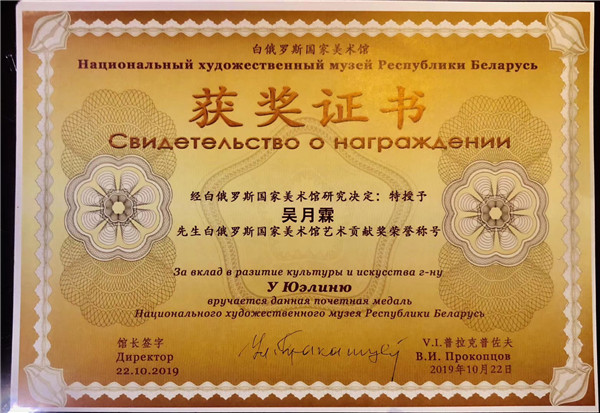 白俄罗斯国家美术馆
Национальный художественный музей Республики Беларусь
获奖证书
Свидетельство о награждении
经白俄罗斯国家美术馆研究决定：特授予
吴月霖
先生白俄罗斯国家美术馆艺术贡献奖荣誉称号
За вклад в разитие культуры и искусства г-ну
У Юэлиню
вручается данная почетная медаль
Национального художественного музея Республики Беларусь
馆长签字
Директор
22.10.2019
V.I.普拉克普佐夫
В.И. Прокопцов
2019年10月22日